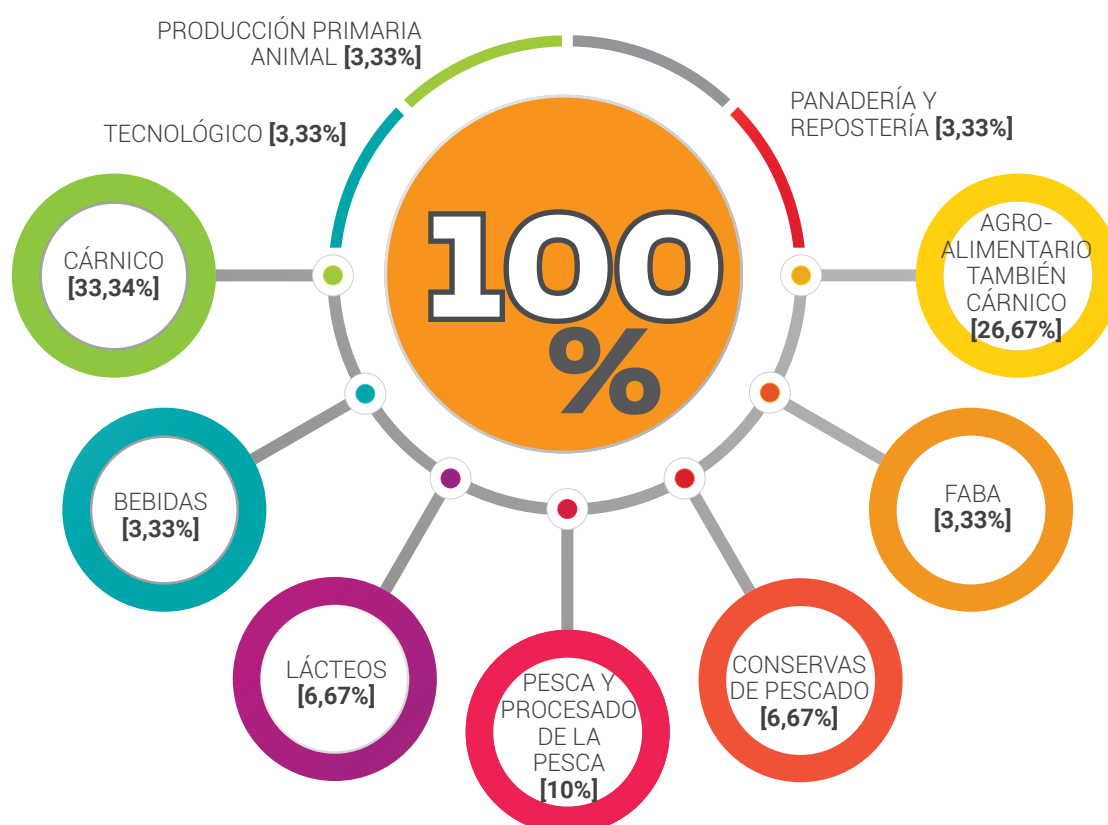 PRODUCCIÓN PRIMARIA
ANIMAL [3,33%]
TECNOLÓGICO [3,33%]
PANADERÍA Y
REPOSTERÍA [3,33%]
100
%
CÁRNICO
[33,34%]
AGRO-
ALIMENTARIO
TAMBIÉN
CÁRNICO
[26,67%]
BEBIDAS
[3,33%]
FABA
[3,33%]
LÁCTEOS
[6,67%]
PESCA Y
PROCESADO
DE LA
PESCA
[10%]
CONSERVAS
DE PESCADO
[6,67%]